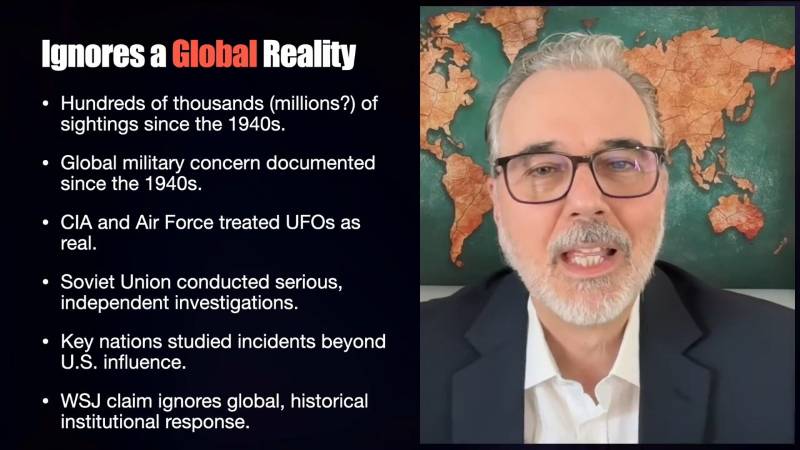 Ignores a Global Reality
• Hundreds of thousands (millions?) of
sightings since the 1940s.
• Global military concern documented
since the 1940s.
• CIA and Air Force treated UFOs as
real.
• Soviet Union conducted serious,
independent investigations.
• Key nations studied incidents beyond
U.S. influence.
• WSJ claim ignores global, historical
institutional response.